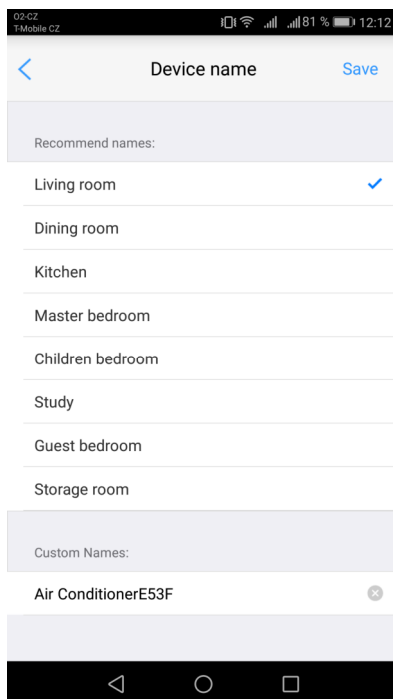 O2-CZ
T-Mobile CZ
81 %
12:12
Device name
Save
Recommend names:
Living room
Dining room
Kitchen
Master bedroom
Children bedroom
Study
Guest bedroom
Storage room
Custom Names:
Air ConditionerE53F